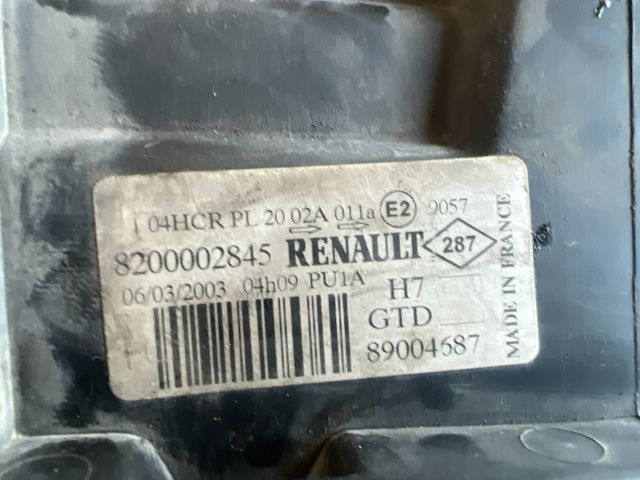 04HCR PL 20 02A 011a E2 9057
8200002845 RENAULT 287
06/03/2003 04h09 PU1A H7
GTD
89004687
MADE IN FRANCE